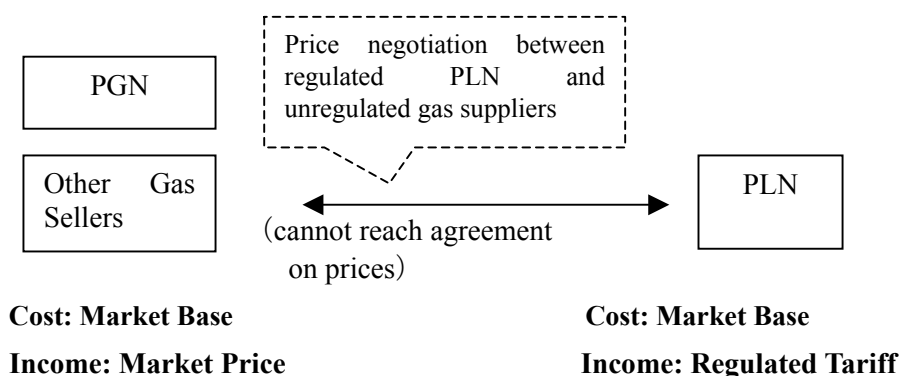 Price negotiation between
regulated PLN and
unregulated gas suppliers
PGN
Other Gas
Sellers
PLN
(cannot reach agreement
on prices)
Cost: Market Base
Income: Market Price
Cost: Market Base
Income: Regulated Tariff